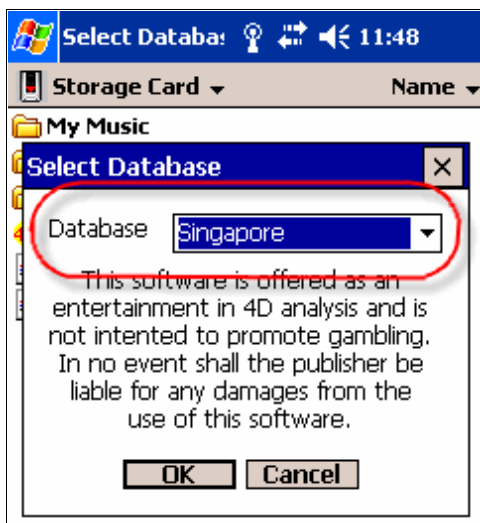 Select Databa:
11:48
Storage Card
Name
My Music
Select Database
Database
Singapore
This software is offered as an
entertainment in 4D analysis and is
not intented to promote gambling.
In no event shall the publisher be
liable for any damages from the
use of this software.
OK
Cancel